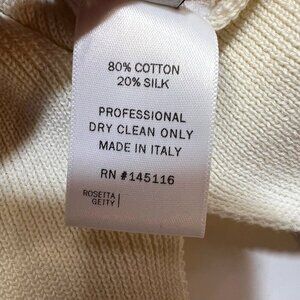 80% COTTON
20% SILK
PROFESSIONAL
DRY CLEAN ONLY
MADE IN ITALY
RN #145116
ROSETTA
GETTY